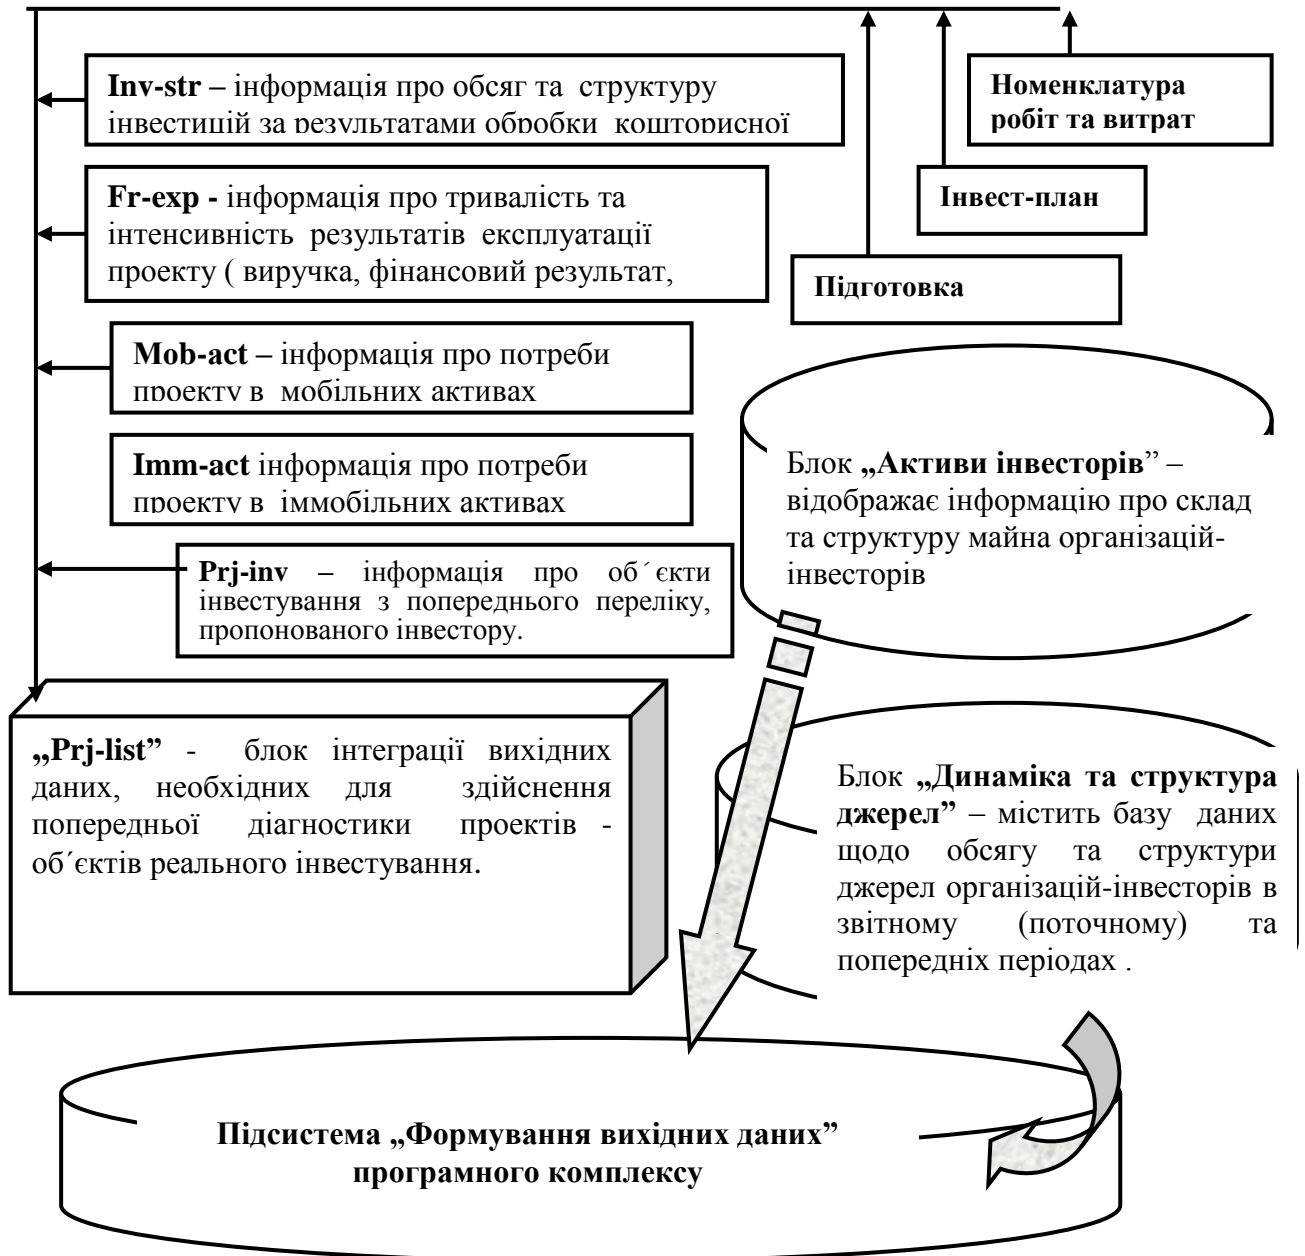 Inv-str – інформація про обсяг та структуру
інвестицій за результатами обробки кошторисної
Номенклатура
робіт та витрат
Fr-exp - інформація про тривалість та
інтенсивність результатів експлуатації
проекту ( виручка, фінансовий результат,
Інвест-план
Підготовка
Mob-act – інформація про потреби
проекту в мобільних активах
Imm-act інформація про потреби
проекту в іммобільних активах
Блок „Активи інвесторів” –
відображає інформацію про склад
та структуру майна організацій-
інвесторів
Prj-inv – інформація про об´єкти
інвестування з попереднього переліку,
пропонованого інвестору.
„Prj-list” - блок інтеграції вихідних
даних, необхідних для здійснення
попередньої діагностики проектів -
об´єктів реального інвестування.
Блок „Динаміка та структура
джерел” – містить базу даних
щодо обсягу та структури
джерел організацій-інвесторів в
звітному (поточному) та
попередніх періодах .
Підсистема „Формування вихідних даних”
програмного комплексу